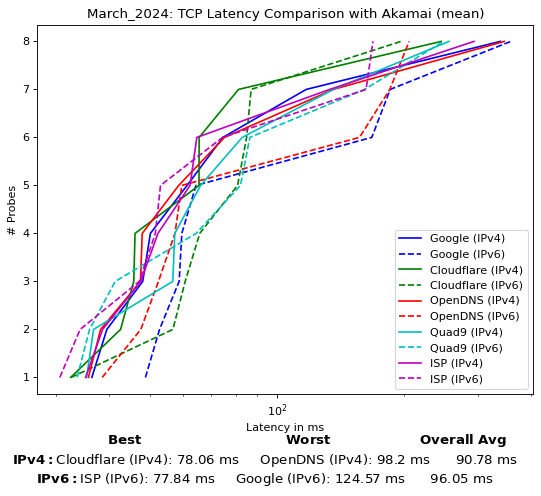 March_2024: TCP Latency Comparison with Akamai (mean)
8
7
6
5
4
3
2
1
# Probes
Google (IPv4)
Google (IPv6)
Cloudflare (IPv4)
Cloudflare (IPv6)
OpenDNS (IPv4)
OpenDNS (IPv6)
Quad9 (IPv4)
Quad9 (IPv6)
ISP (IPv4)
ISP (IPv6)
10²
Latency in ms
Best Worst Overall Avg
IPv4: Cloudflare (IPv4): 78.06 ms OpenDNS (IPv4): 98.2 ms 90.78 ms
IPv6: ISP (IPv6): 77.84 ms Google (IPv6): 124.57 ms 96.05 ms